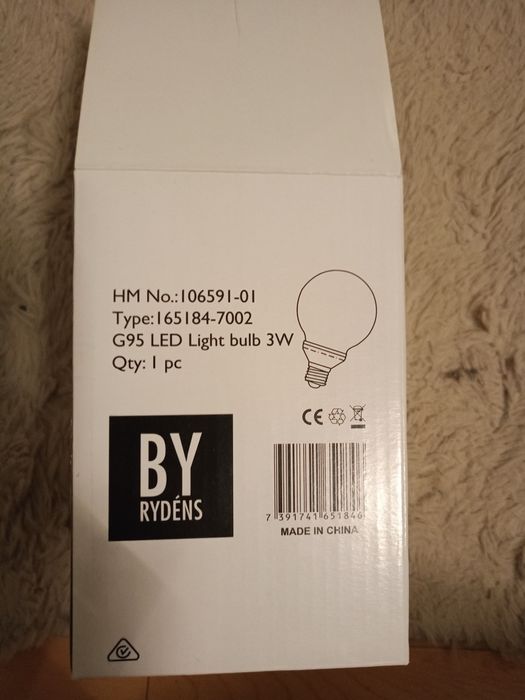 HM No.:106591-01
Type:165184-7002
G95 LED Light bulb 3W
Qty: 1 pc
CE
BY
RYDÉNS
7 391741 651846
MADE IN CHINA